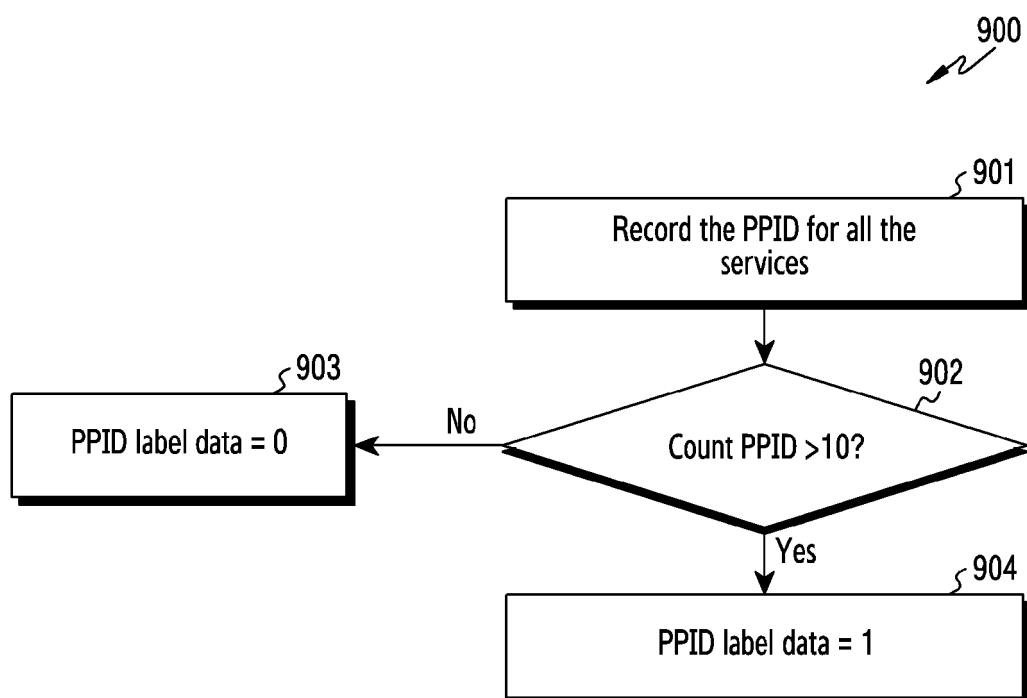 900
901
Record the PPID for all the
services
902
Count PPID >10?
No
903
PPID label data = 0
Yes
904
PPID label data = 1